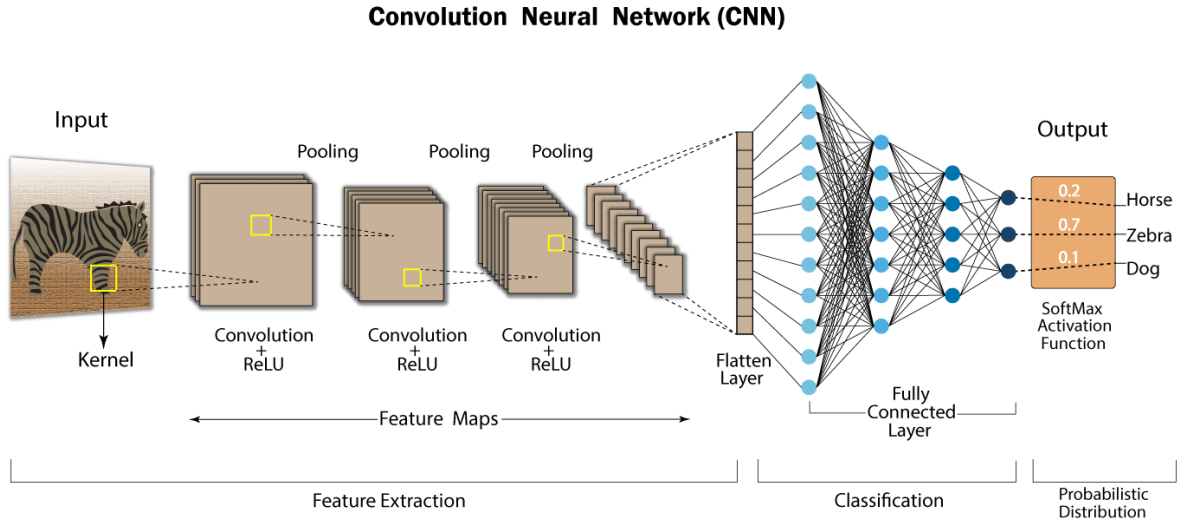 Convolution Neural Network (CNN)
Input
Output
Pooling
Pooling
Pooling
Kernel
Convolution
+
ReLU
Convolution
+
ReLU
Convolution
+
ReLU
Flatten
Layer
0.2
0.7
0.1
Horse
Zebra
Dog
SoftMax
Activation
Function
Feature Maps
Fully
Connected
Layer
Feature Extraction
Classification
Probabilistic
Distribution